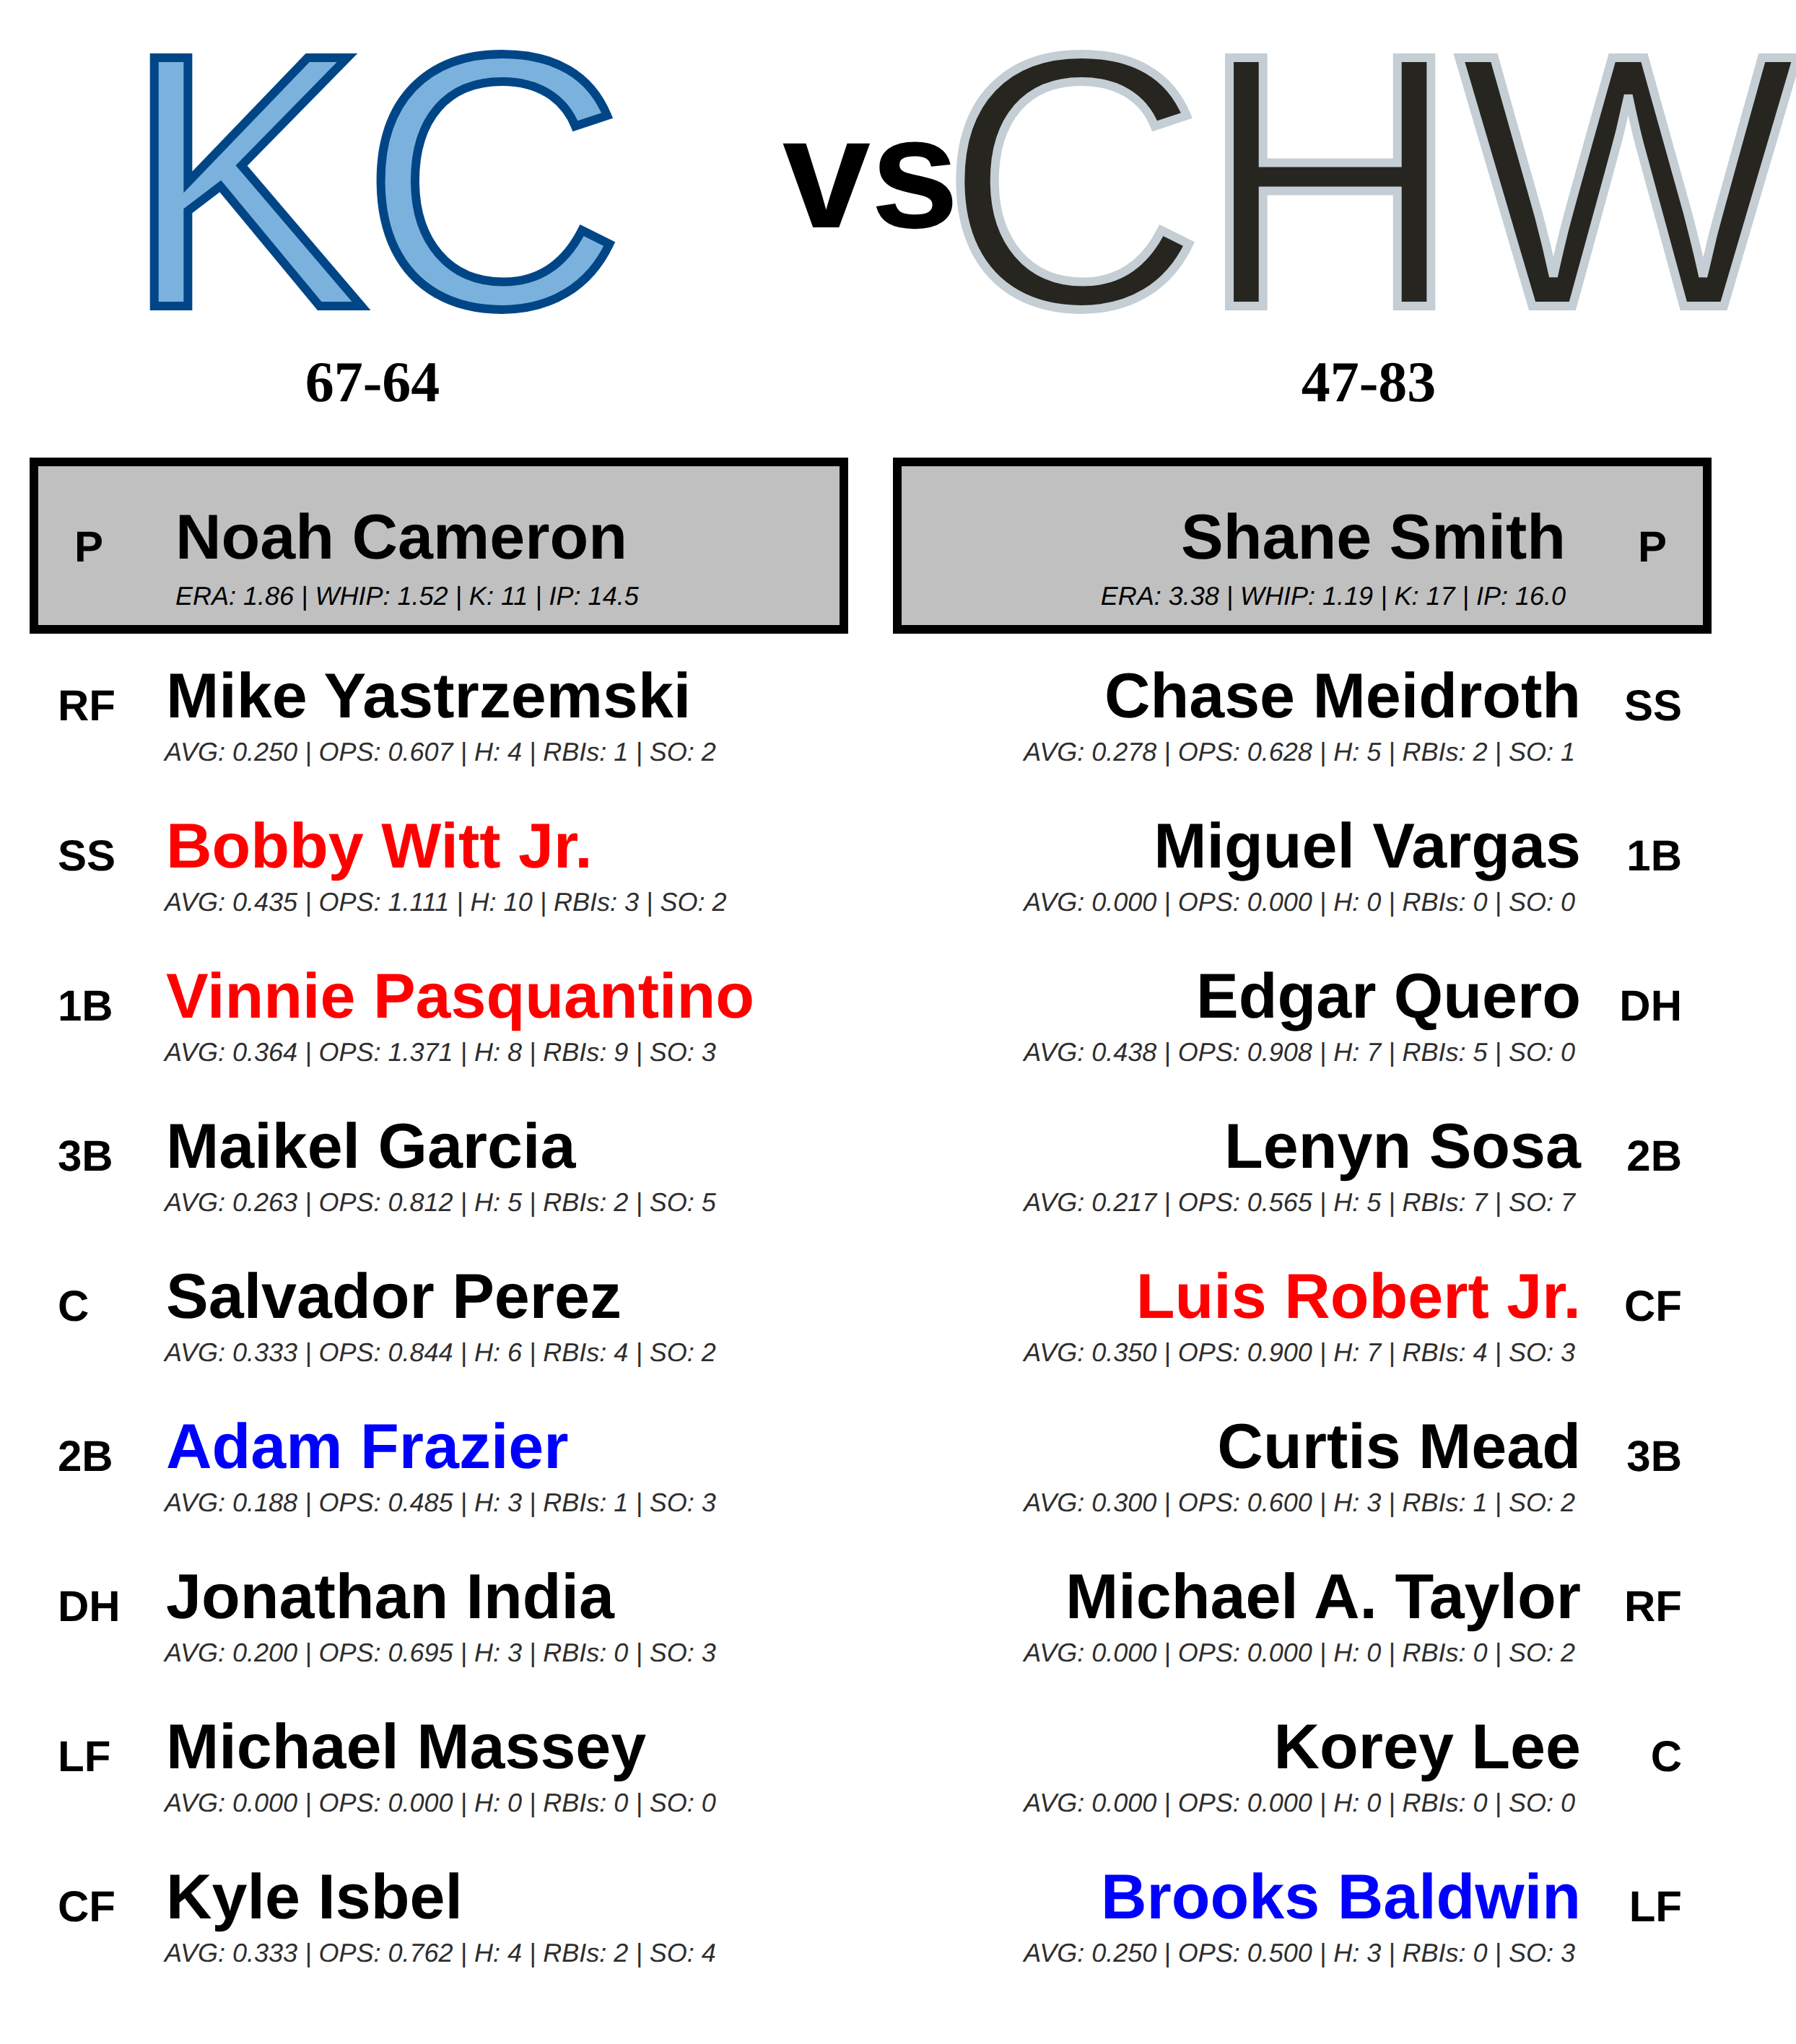 KC vs CHW
67-64
47-83
P Noah Cameron
ERA: 1.86 | WHIP: 1.52 | K: 11 | IP: 14.5
Shane Smith P
ERA: 3.38 | WHIP: 1.19 | K: 17 | IP: 16.0
RF Mike Yastrzemski
AVG: 0.250 | OPS: 0.607 | H: 4 | RBIs: 1 | SO: 2
SS Bobby Witt Jr.
AVG: 0.435 | OPS: 1.111 | H: 10 | RBIs: 3 | SO: 2
1B Vinnie Pasquantino
AVG: 0.364 | OPS: 1.371 | H: 8 | RBIs: 9 | SO: 3
3B Maikel Garcia
AVG: 0.263 | OPS: 0.812 | H: 5 | RBIs: 2 | SO: 5
C Salvador Perez
AVG: 0.333 | OPS: 0.844 | H: 6 | RBIs: 4 | SO: 2
2B Adam Frazier
AVG: 0.188 | OPS: 0.485 | H: 3 | RBIs: 1 | SO: 3
DH Jonathan India
AVG: 0.200 | OPS: 0.695 | H: 3 | RBIs: 0 | SO: 3
LF Michael Massey
AVG: 0.000 | OPS: 0.000 | H: 0 | RBIs: 0 | SO: 0
CF Kyle Isbel
AVG: 0.333 | OPS: 0.762 | H: 4 | RBIs: 2 | SO: 4
Chase Meidroth SS
AVG: 0.278 | OPS: 0.628 | H: 5 | RBIs: 2 | SO: 1
Miguel Vargas 1B
AVG: 0.000 | OPS: 0.000 | H: 0 | RBIs: 0 | SO: 0
Edgar Quero DH
AVG: 0.438 | OPS: 0.908 | H: 7 | RBIs: 5 | SO: 0
Lenyn Sosa 2B
AVG: 0.217 | OPS: 0.565 | H: 5 | RBIs: 7 | SO: 7
Luis Robert Jr. CF
AVG: 0.350 | OPS: 0.900 | H: 7 | RBIs: 4 | SO: 3
Curtis Mead 3B
AVG: 0.300 | OPS: 0.600 | H: 3 | RBIs: 1 | SO: 2
Michael A. Taylor RF
AVG: 0.000 | OPS: 0.000 | H: 0 | RBIs: 0 | SO: 2
Korey Lee C
AVG: 0.000 | OPS: 0.000 | H: 0 | RBIs: 0 | SO: 0
Brooks Baldwin LF
AVG: 0.250 | OPS: 0.500 | H: 3 | RBIs: 0 | SO: 3